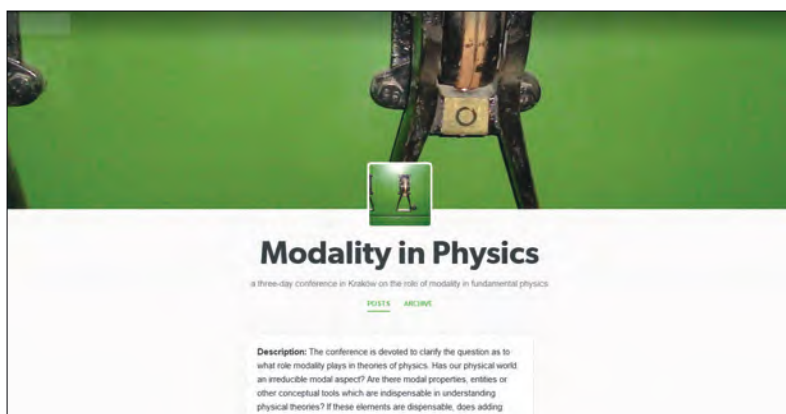 Modality in Physics
a three-day conference in Kraków on the role of modality in fundamental physics
POSTS ARCHIVE
Description: The conference is devoted to clarify the question as to
what role modality plays in theories of physics. Has our physical world
an irreducible modal aspect? Are there modal properties, entities or
other conceptual tools which are indispensable in understanding
physical theories? If these elements are dispensable, does adding